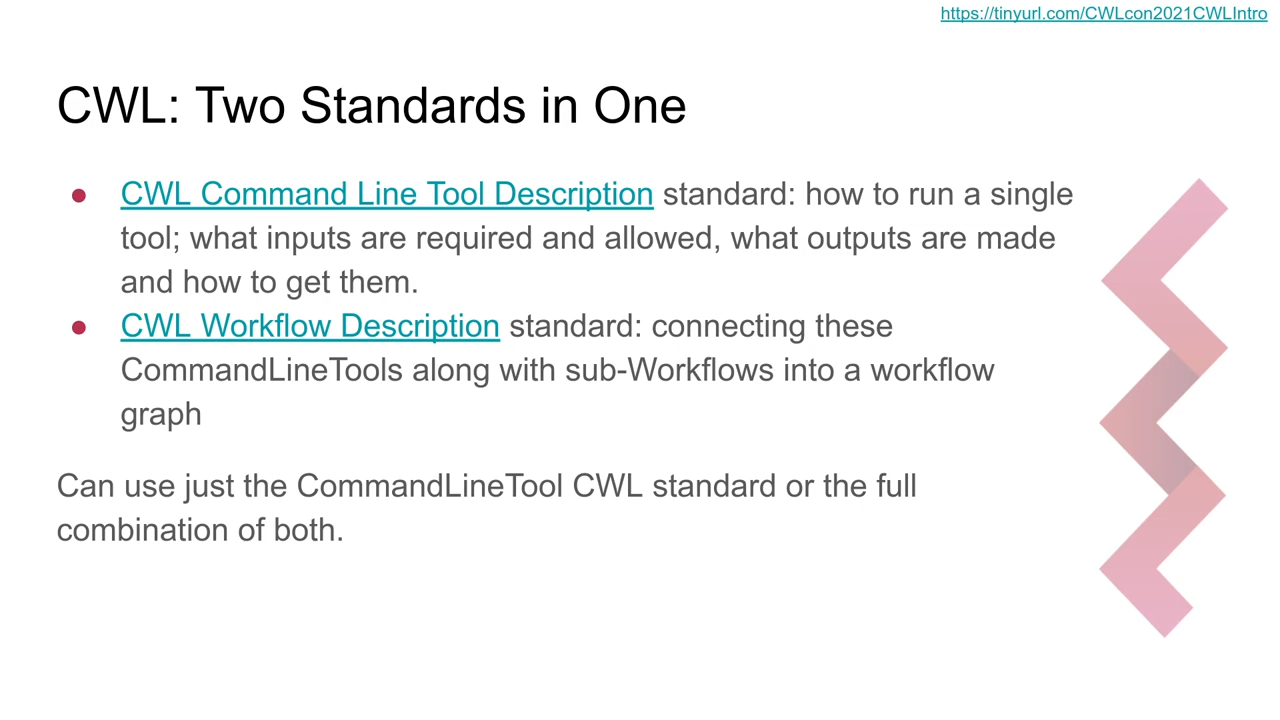 https://tinyurl.com/CWLcon2021CWLIntro
CWL: Two Standards in One
● CWL Command Line Tool Description standard: how to run a single
tool; what inputs are required and allowed, what outputs are made
and how to get them.
● CWL Workflow Description standard: connecting these
CommandLineTools along with sub-Workflows into a workflow
graph
Can use just the CommandLineTool CWL standard or the full
combination of both.